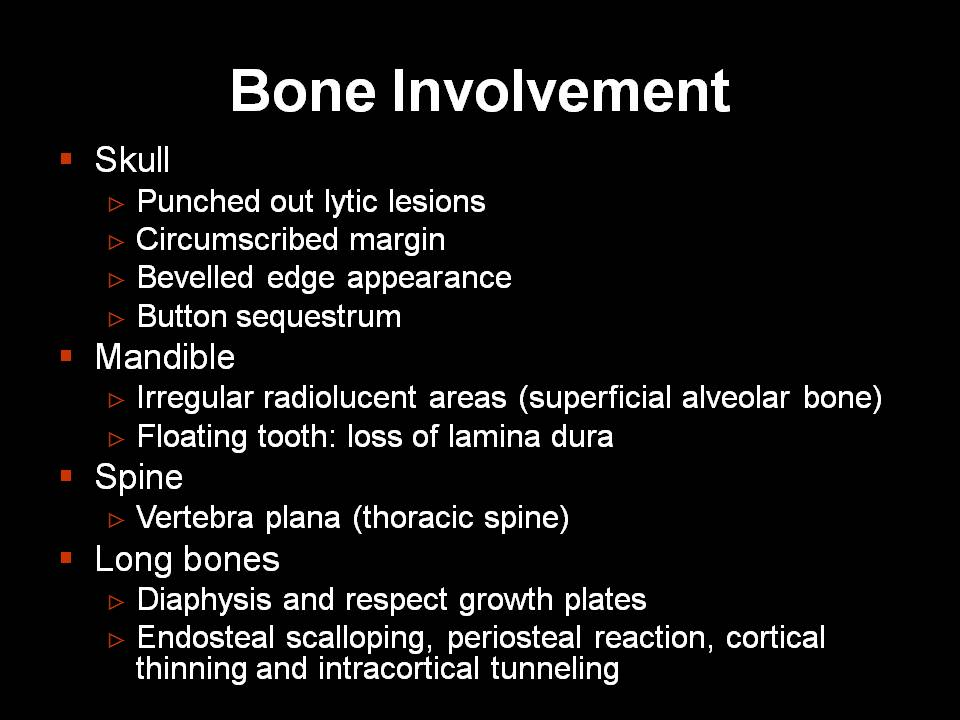 Bone Involvement
▪ Skull
▹ Punched out lytic lesions
▹ Circumscribed margin
▹ Bevelled edge appearance
▹ Button sequestrum
▪ Mandible
▹ Irregular radiolucent areas (superficial alveolar bone)
▹ Floating tooth: loss of lamina dura
▪ Spine
▹ Vertebra plana (thoracic spine)
▪ Long bones
▹ Diaphysis and respect growth plates
▹ Endosteal scalloping, periosteal reaction, cortical
thinning and intracortical tunneling